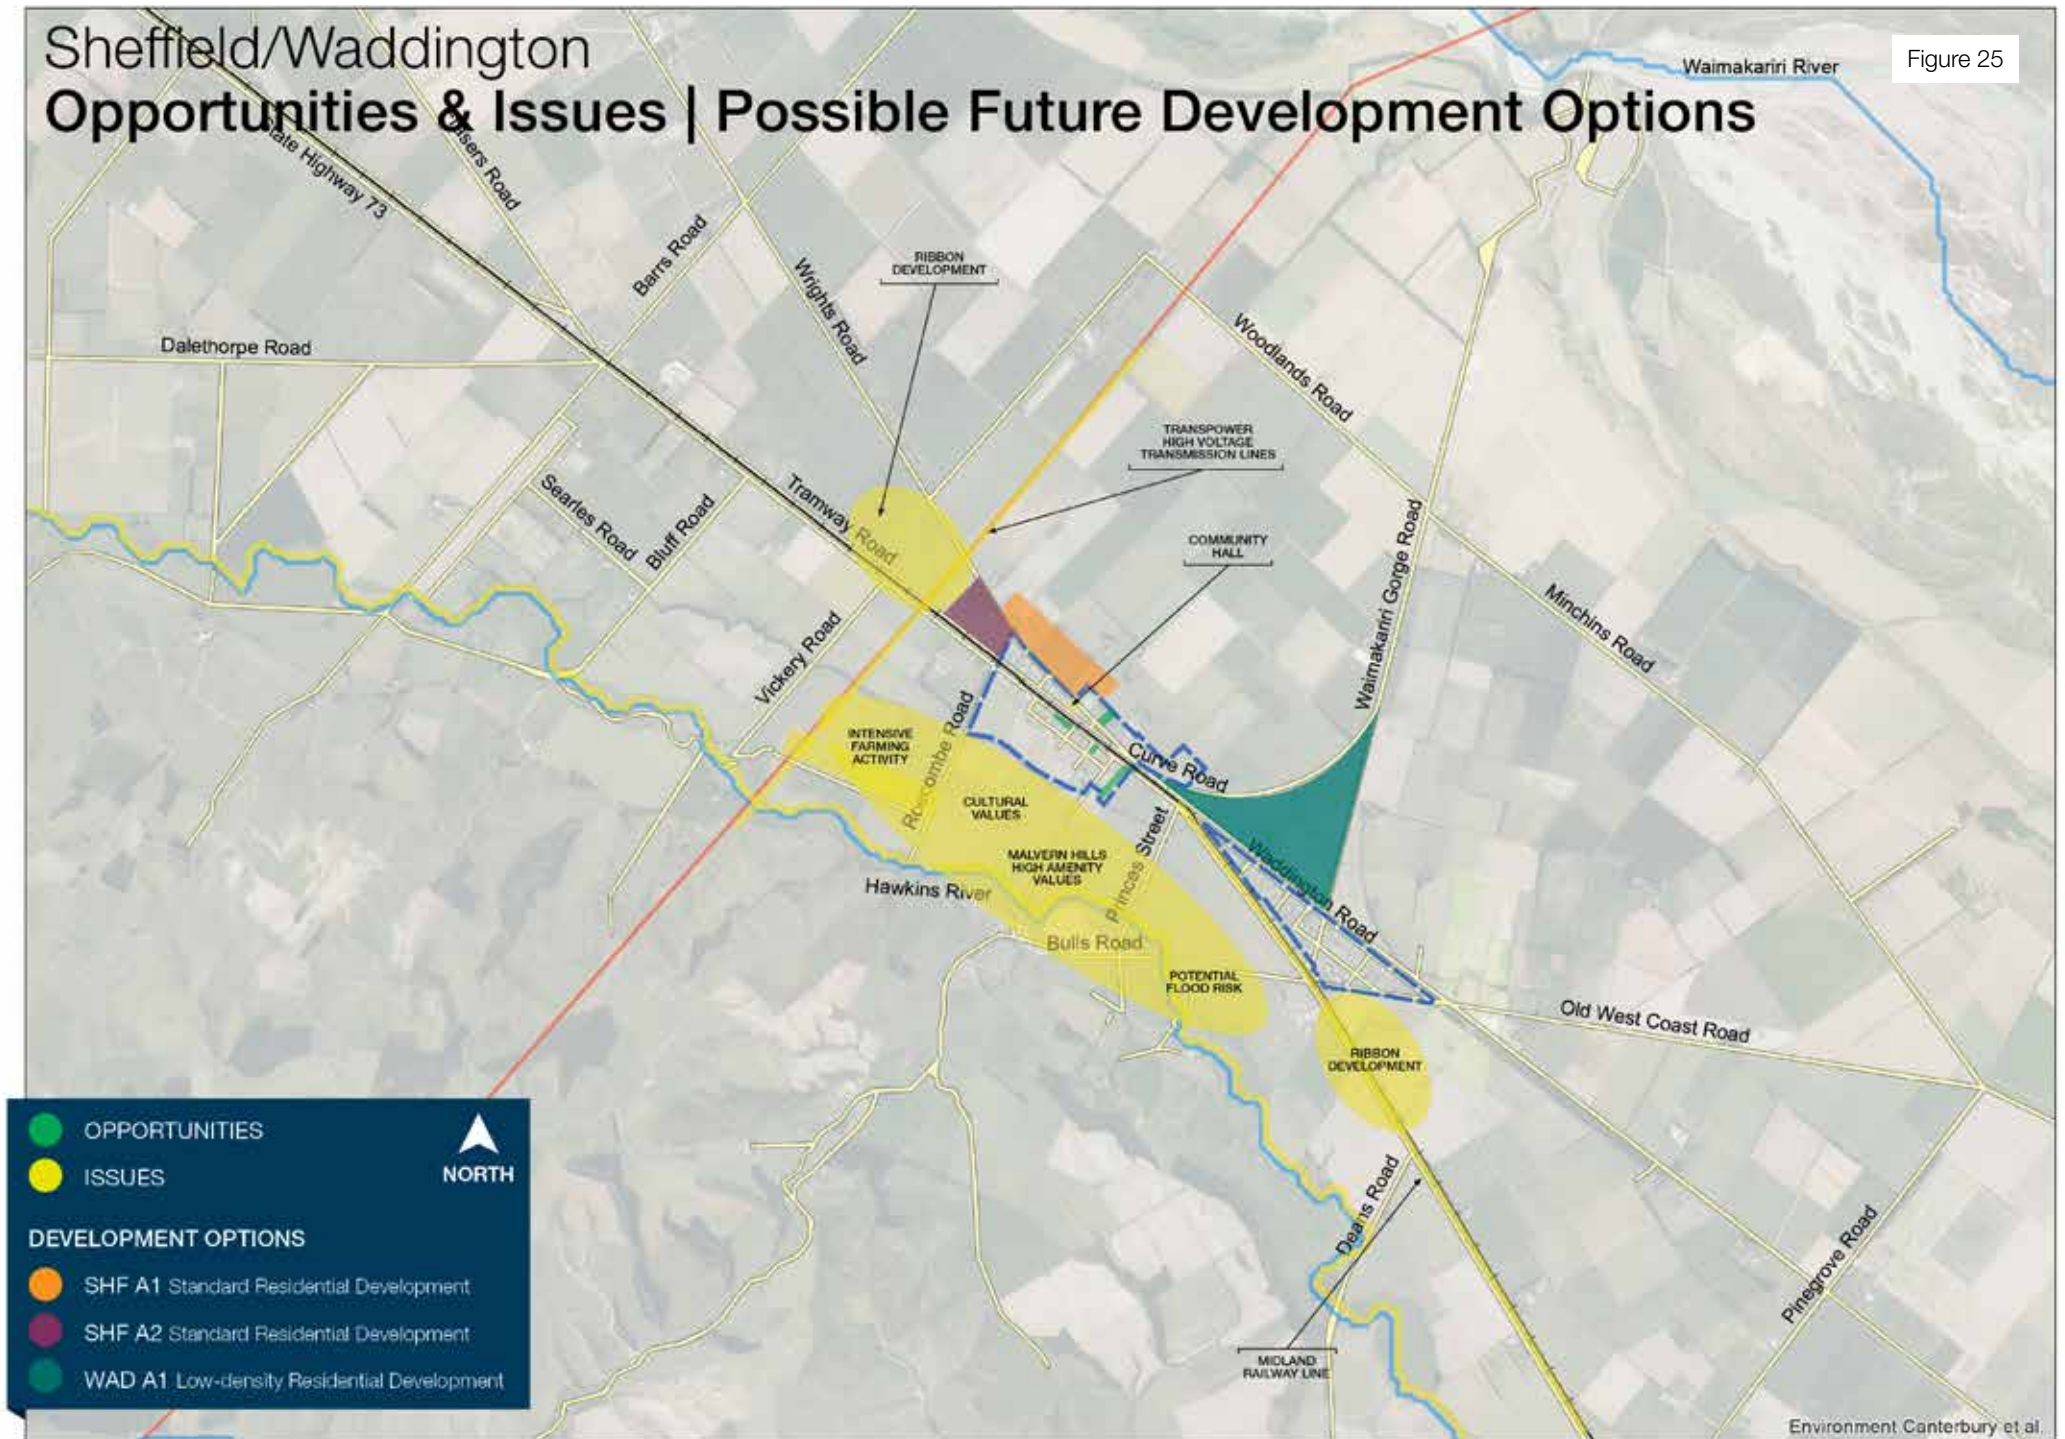 Sheffield/Waddington
Opportunities & Issues | Possible Future Development Options
Figure 25
Waimakariri River
State Highway 73
Barrs Road
Wrights Road
RIBBON
DEVELOPMENT
Dalethorpe Road
Woodlands Road
TRANSPOWER
HIGH VOLTAGE
TRANSMISSION LINES
Searles Road
Bluff Road
Tramway Road
COMMUNITY
HALL
Waimakariri Gorge Road
Minchins Road
Vickery Road
INTENSIVE
FARMING
ACTIVITY
Roscombe Road
Curve Road
CULTURAL
VALUES
MALVERN HILLS
HIGH AMENITY
VALUES
Princes Street
Waddington Road
Hawkins River
Bulls Road
POTENTIAL
FLOOD RISK
Old West Coast Road
RIBBON
DEVELOPMENT
Deans Road
Pinegrove Road
MIDLAND
RAILWAY LINE
OPPORTUNITIES
ISSUES
NORTH
DEVELOPMENT OPTIONS
SHF A1 Standard Residential Development
SHF A2 Standard Residential Development
WAD A1 Low-density Residential Development
Environment Canterbury et al.